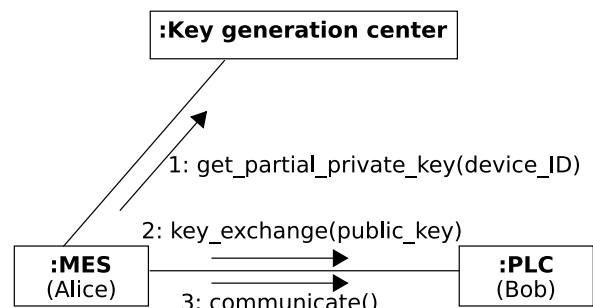 :Key generation center
1: get_partial_private_key(device_ID)
2: key_exchange(public_key)
:MES
(Alice)
:PLC
(Bob)
3: communicate()